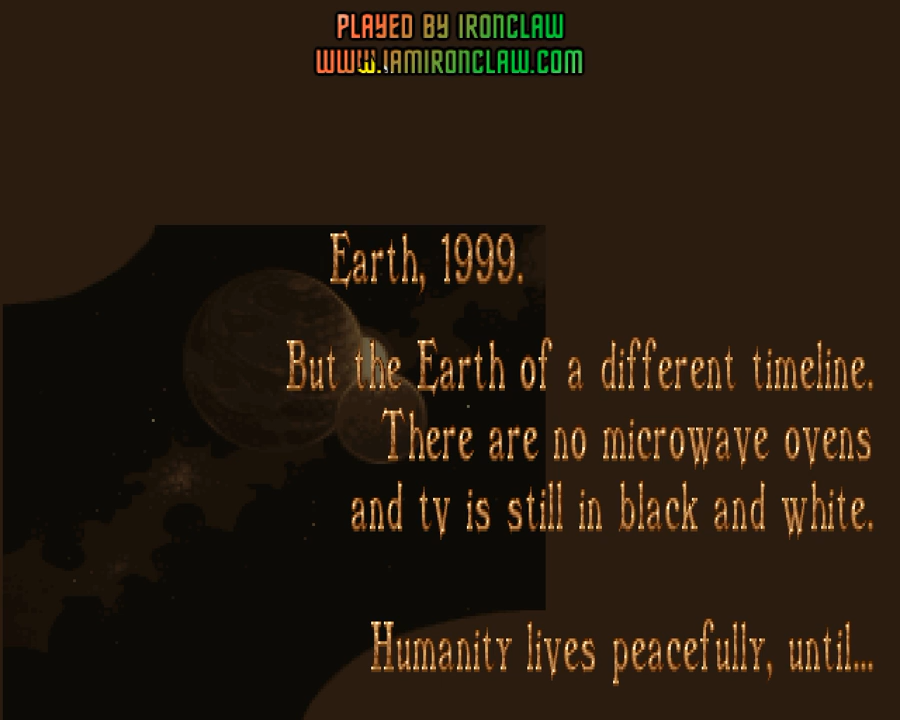 PLAYED BY IRONCLAW
WWW.IAMIRONCLAW.COM
Earth, 1999.
But the Earth of a different timeline.
There are no microwave ovens
and tv is still in black and white.
Humanity lives peacefully, until...